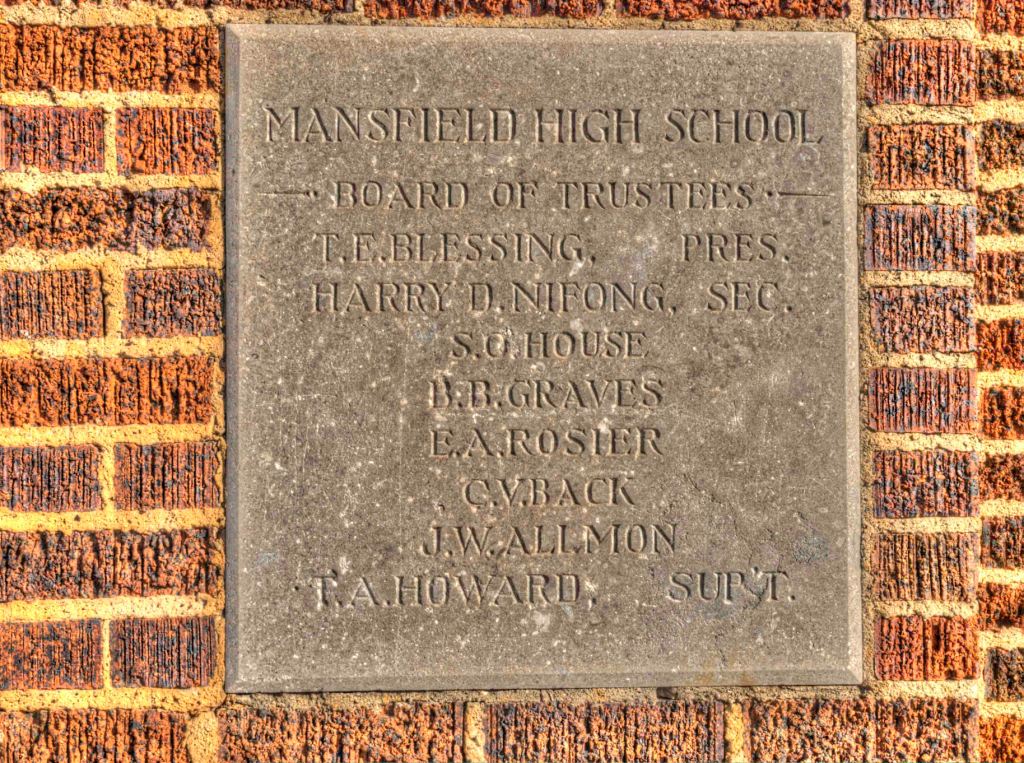 MANSFIELD HIGH SCHOOL
BOARD OF TRUSTEES
T.E.BLESSING, PRES.
HARRY D. NIFONG, SEC.
S.O.HOUSE
B.B.GRAVES
E.A.ROSIER
C.V.BACK
J.W.ALLMON
T.A.HOWARD, SUP'T.